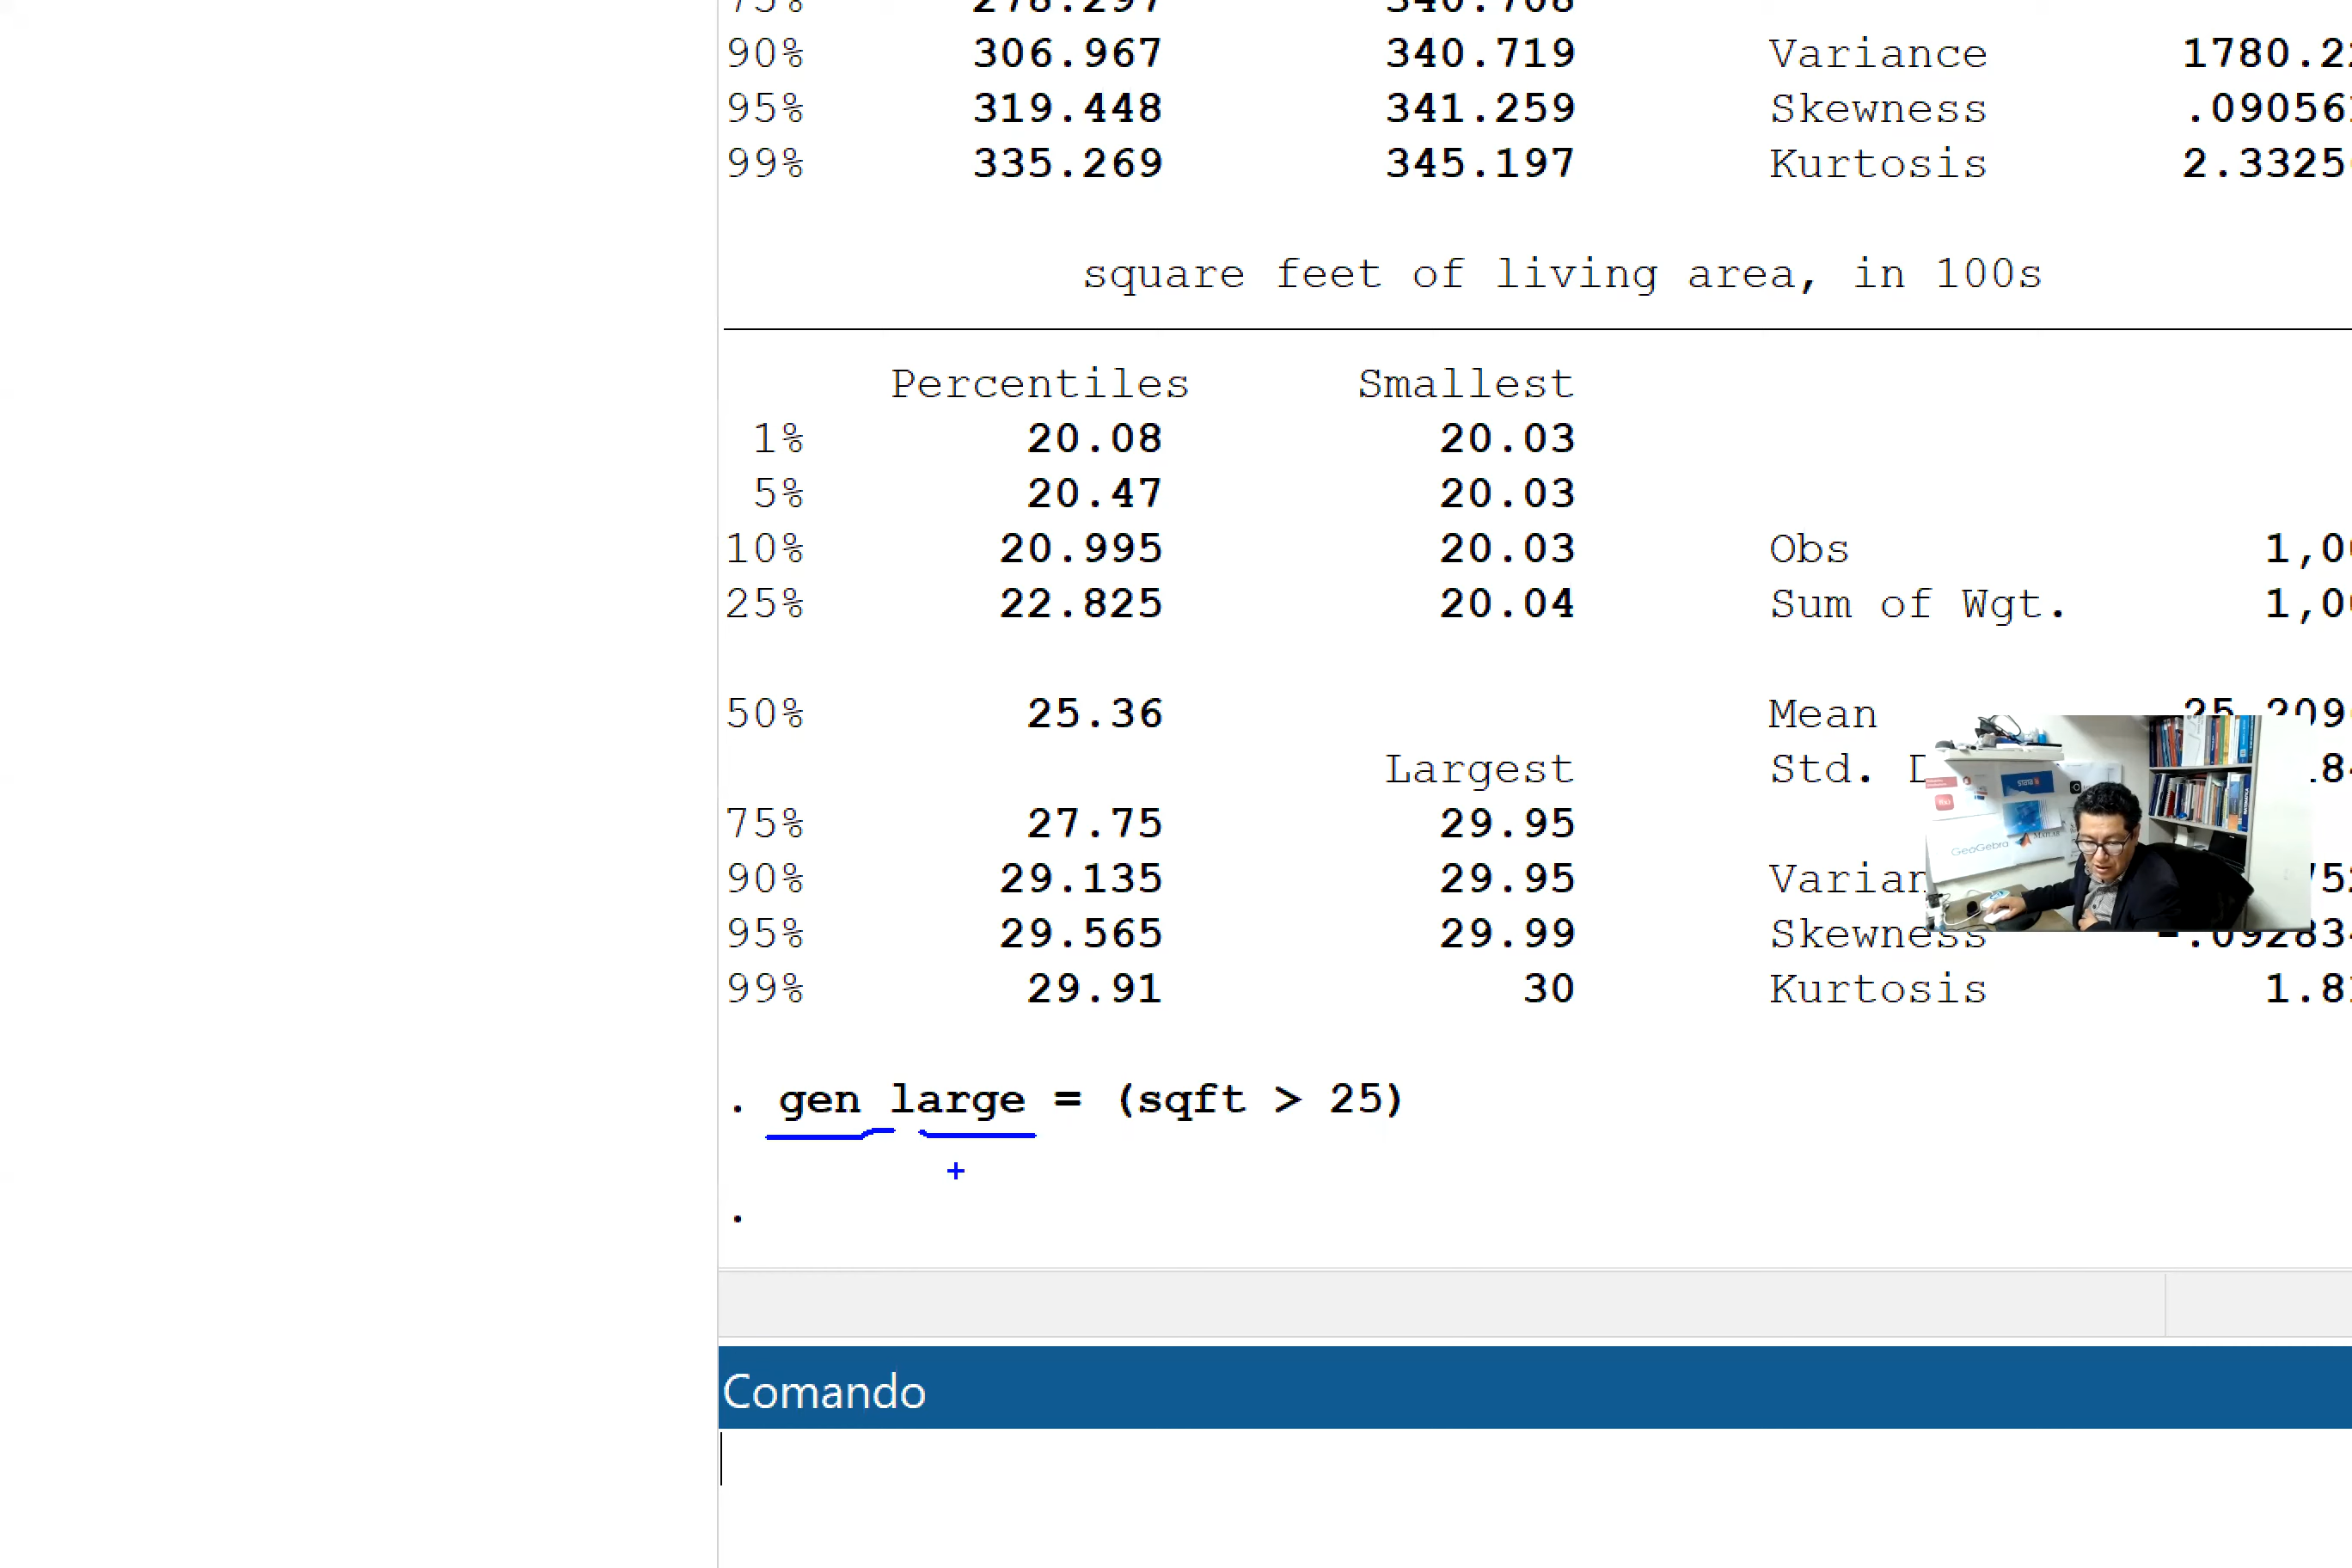 90% 306.967 340.719 Variance
95% 319.448 341.259 Skewness
99% 335.269 345.197 Kurtosis
square feet of living area, in 100s
Percentiles Smallest
1% 20.08 20.03
5% 20.47 20.03
10% 20.995 20.03 Obs
25% 22.825 20.04 Sum of Wgt.
50% 25.36 Mean
Largest Std.
75% 27.75 29.95
90% 29.135 29.95
95% 29.565 29.99 Skewness
99% 29.91 30 Kurtosis
GeoGebra
MATLAB
. gen large = (sqft > 25)
.
Comando